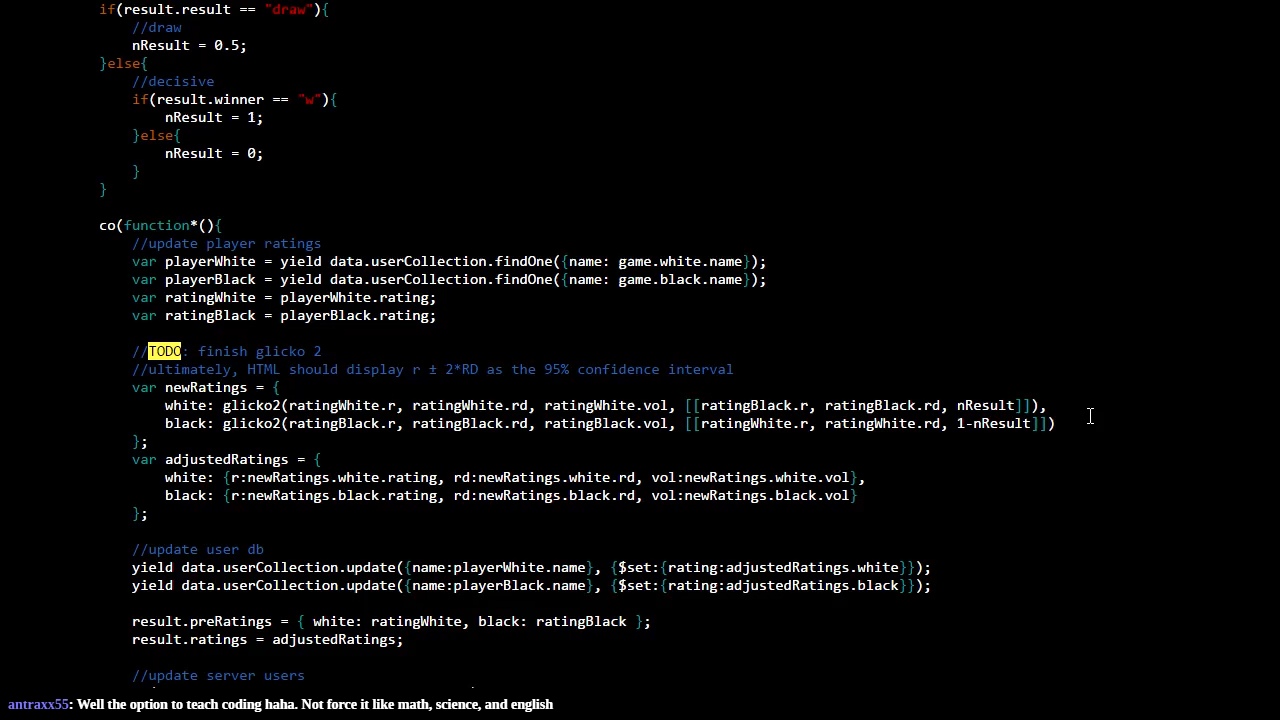 if(result.result == "draw"){
//draw
nResult = 0.5;
}else{
//decisive
if(result.winner == "w"){
nResult = 1;
}else{
nResult = 0;
}
}
co(function*(){
//update player ratings
var playerWhite = yield data.userCollection.findOne({name: game.white.name});
var playerBlack = yield data.userCollection.findOne({name: game.black.name});
var ratingWhite = playerWhite.rating;
var ratingBlack = playerBlack.rating;
//TODO: finish glicko 2
//ultimately, HTML should display r ± 2*RD as the 95% confidence interval
var newRatings = {
white: glicko2(ratingWhite.r, ratingWhite.rd, ratingWhite.vol, [[ratingBlack.r, ratingBlack.rd, nResult]]),
black: glicko2(ratingBlack.r, ratingBlack.rd, ratingBlack.vol, [[ratingWhite.r, ratingWhite.rd, 1-nResult]])
};
var adjustedRatings = {
white: {r:newRatings.white.rating, rd:newRatings.white.rd, vol:newRatings.white.vol},
black: {r:newRatings.black.rating, rd:newRatings.black.rd, vol:newRatings.black.vol}
};
//update user db
yield data.userCollection.update({name:playerWhite.name}, {$set:{rating:adjustedRatings.white}});
yield data.userCollection.update({name:playerBlack.name}, {$set:{rating:adjustedRatings.black}});
result.preRatings = { white: ratingWhite, black: ratingBlack };
result.ratings = adjustedRatings;
//update server users
antraxx55: Well the option to teach coding haha. Not force it like math, science, and english